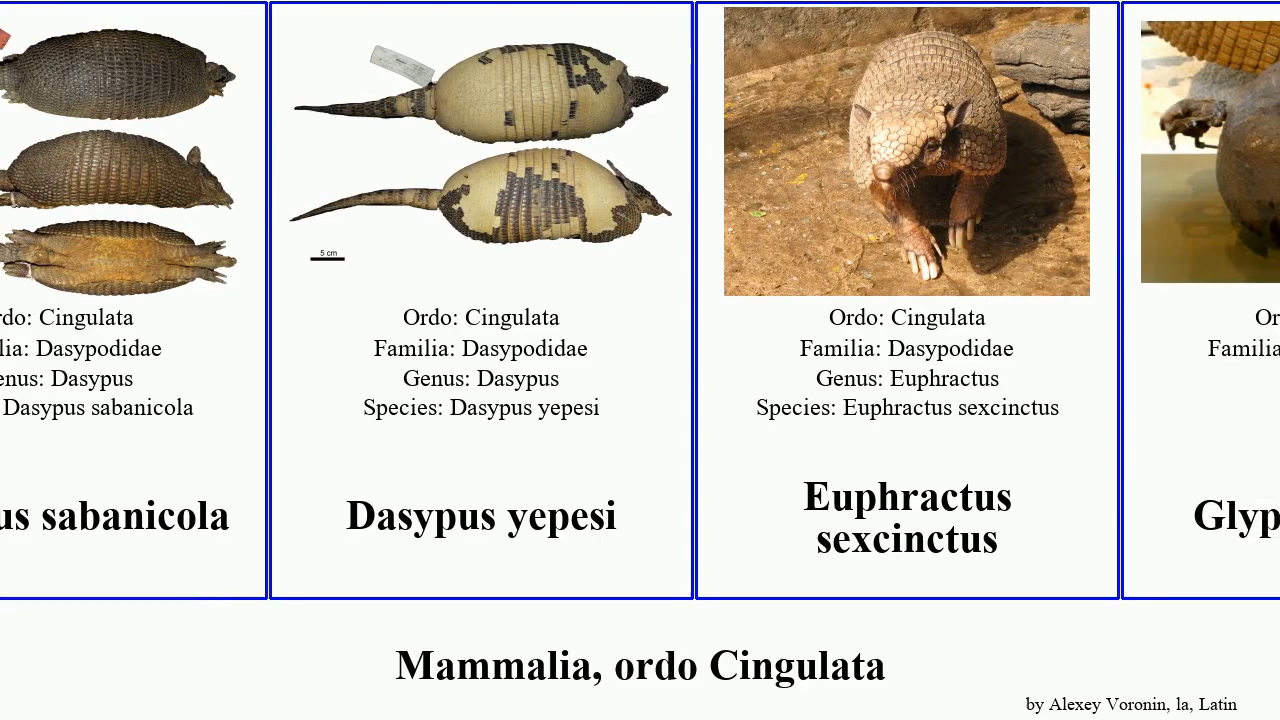 5 cm
rdo: Cingulata
lia: Dasypodidae
enus: Dasypus
Dasypus sabanicola
us sabanicola
Ordo: Cingulata
Familia: Dasypodidae
Genus: Dasypus
Species: Dasypus yepesi
Dasypus yepesi
Ordo: Cingulata
Familia: Dasypodidae
Genus: Euphractus
Species: Euphractus sexcinctus
Euphractus
sexcinctus
Or
Familia
Glyp
Mammalia, ordo Cingulata
by Alexey Voronin, la, Latin